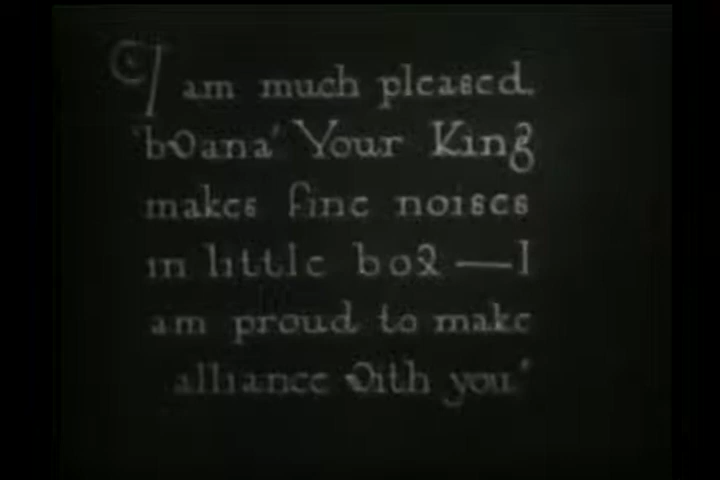 "I am much pleased.
'bwana' Your King
makes fine noises
in little box — I
am proud to make
alliance with you."